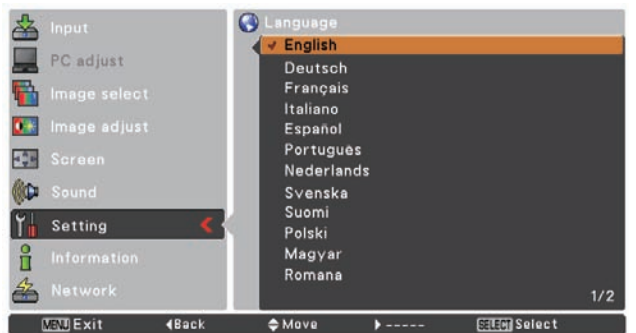 Input
PC adjust
Image select
Image adjust
Screen
Sound
Setting
Information
Network
Language
English
Deutsch
Français
Italiano
Español
Português
Nederlands
Svenska
Suomi
Polski
Magyar
Romana
1/2
MENU Exit ◀Back Move ▶----- SELECT Select